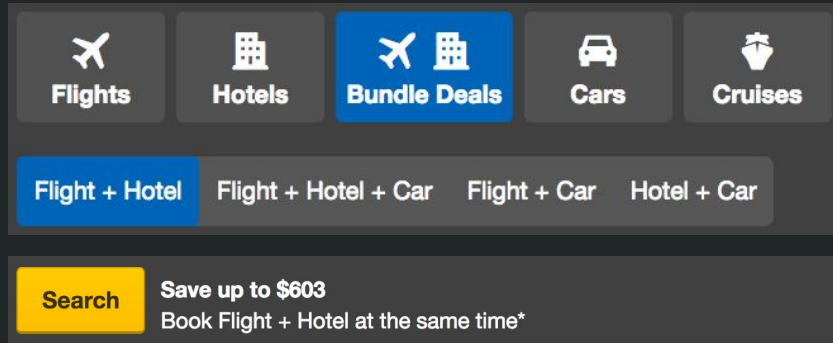 Flights Hotels Bundle Deals Cars Cruises
Flight + Hotel Flight + Hotel + Car Flight + Car Hotel + Car
Search
Save up to $603
Book Flight + Hotel at the same time*